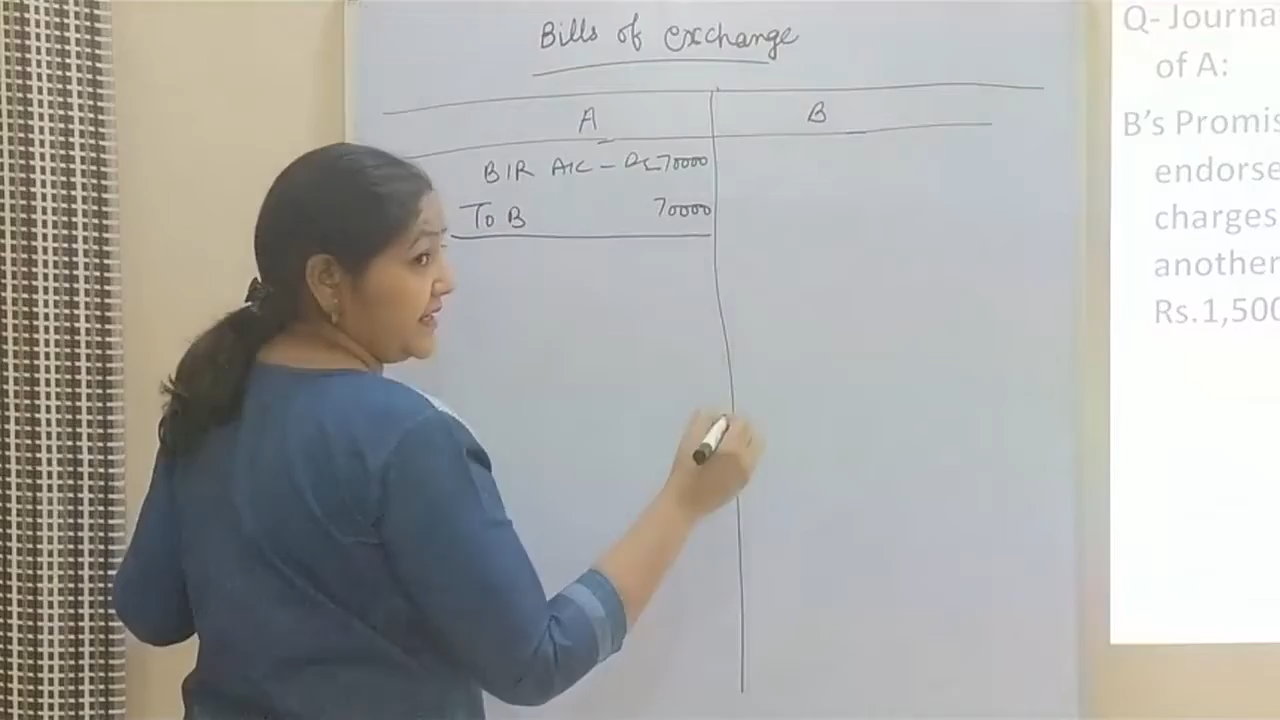 Bills of exchange
A B
B/R A/C - Dr 70000
To B 70000
Q- Journa
of A:
B's Promis
endorse
charges
another
Rs.1,500